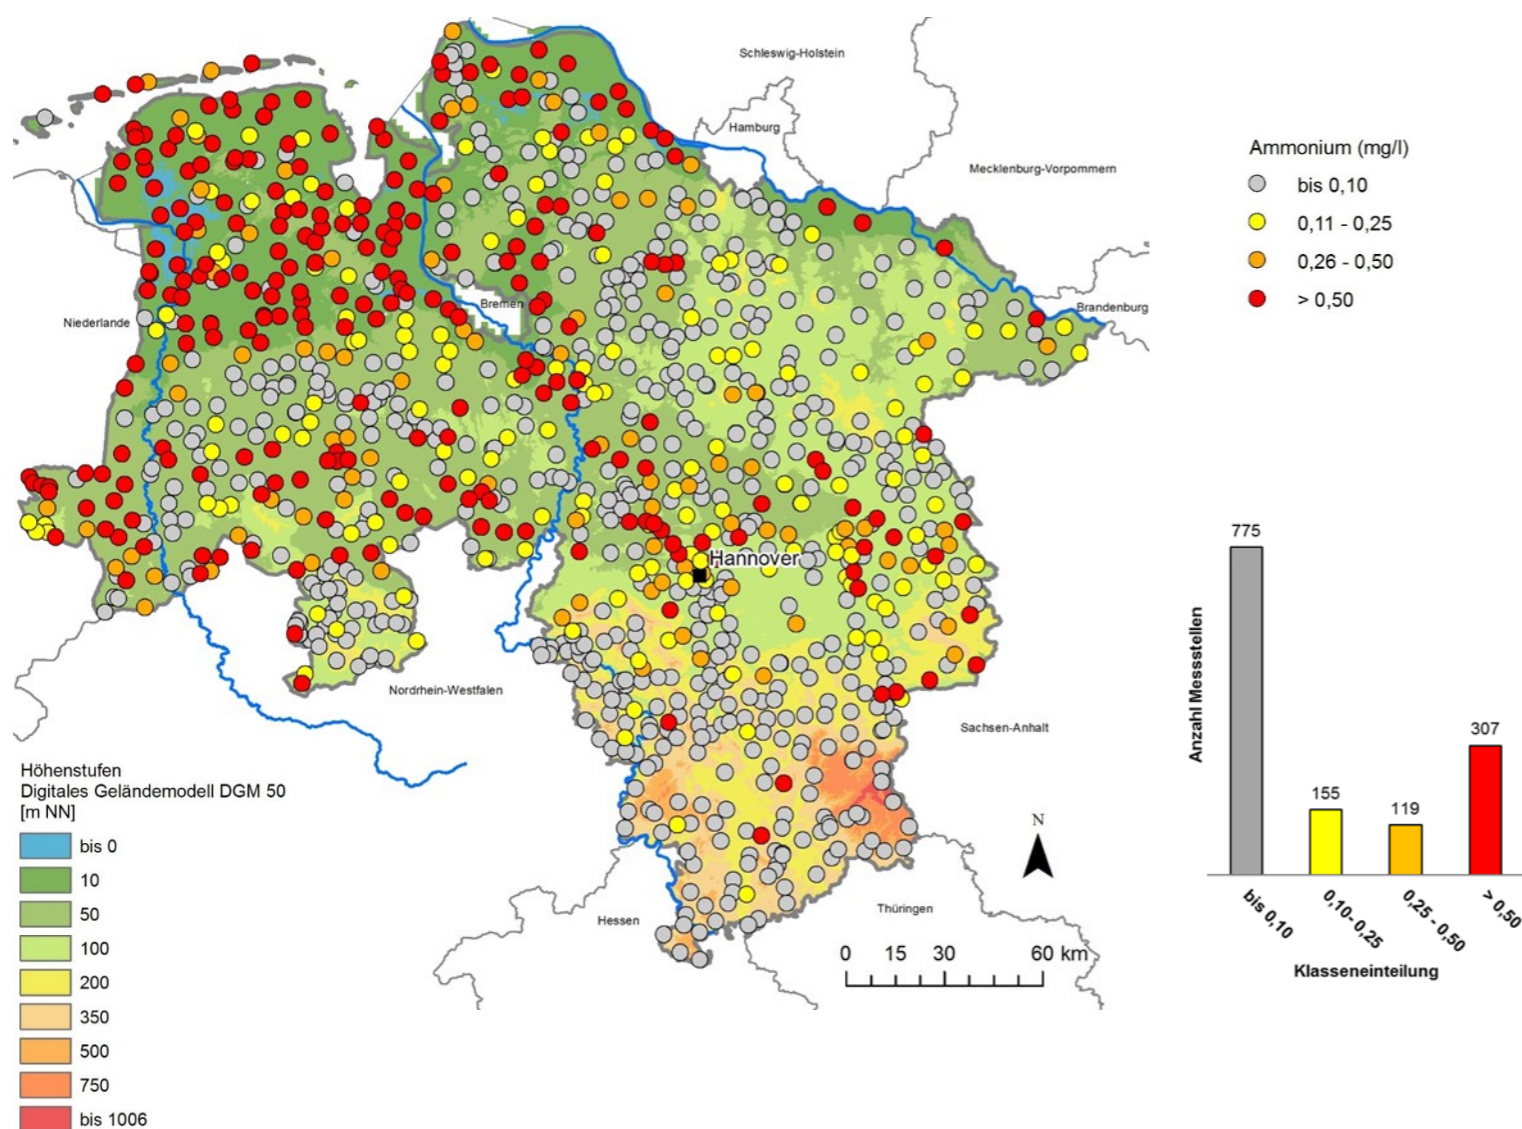 Schleswig-Holstein
Hamburg
Mecklenburg-Vorpommern
Brandenburg
Bremen
Niederlande
Hannover
Nordrhein-Westfalen
Sachsen-Anhalt
Hessen
Thüringen
N
0 15 30 60 km
Ammonium (mg/l)
bis 0,10
0,11 - 0,25
0,26 - 0,50
> 0,50
Höhenstufen
Digitales Geländemodell DGM 50
[m NN]
bis 0
10
50
100
200
350
500
750
bis 1006
Anzahl Messstellen
775
155
119
307
bis 0,10
0,10- 0,25
0,25 - 0,50
> 0,50
Klasseneinteilung